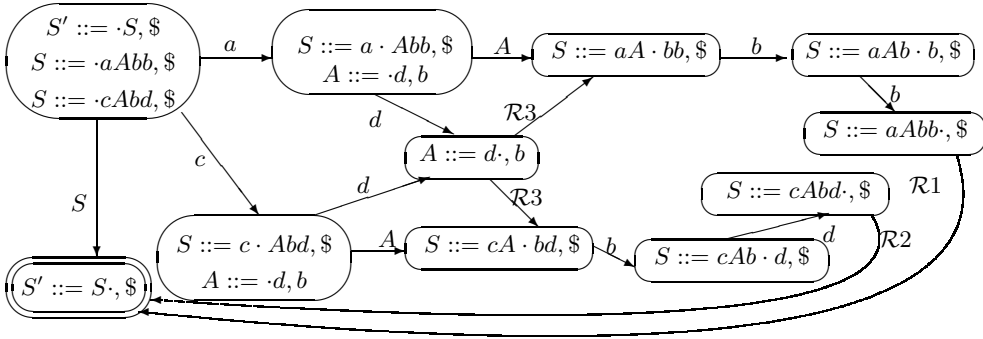 S′ ::= ·S, $
S ::= ·aAbb, $
S ::= ·cAbd, $
a
S ::= a · Abb, $
A ::= ·d, b
A
S ::= aA · bb, $
b
S ::= aAb · b, $
b
S ::= aAbb·, $
d
R3
A ::= d·, b
c
d
R3
S
S ::= c · Abd, $
A ::= ·d, b
A
S ::= cA · bd, $
b
S ::= cAb · d, $
d
S ::= cAbd·, $
R1
R2
S′ ::= S·, $